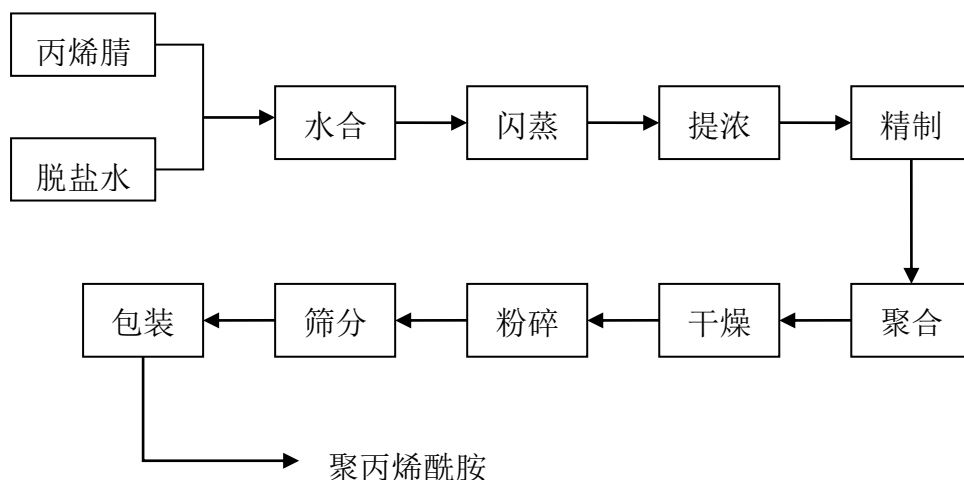 丙烯腈
脱盐水
水合
闪蒸
提浓
精制
聚合
干燥
粉碎
筛分
包装
聚丙烯酰胺